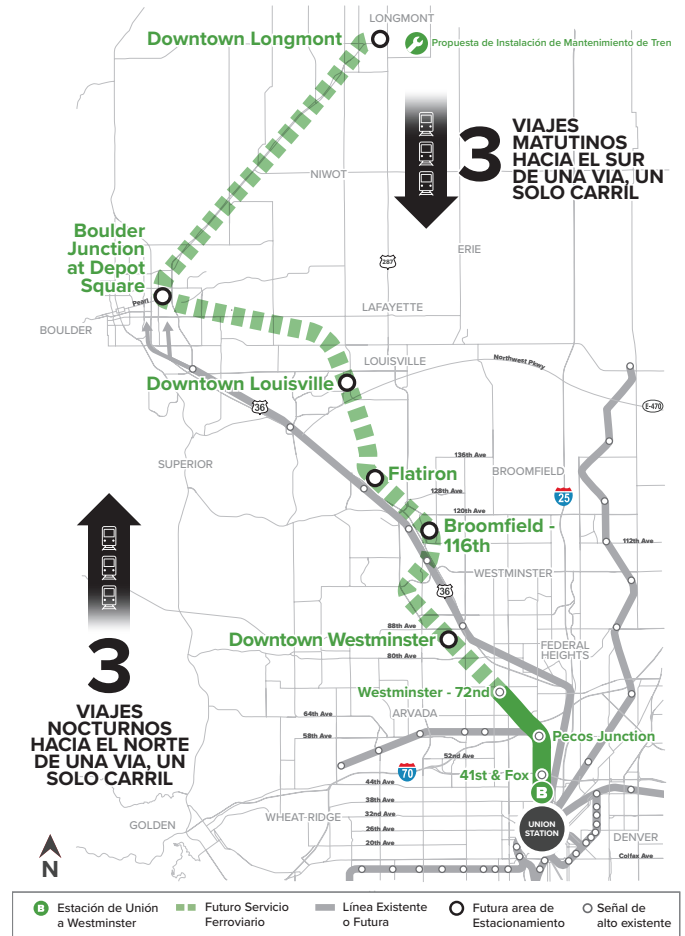 LONGMONT
Downtown Longmont
Propuesta de Instalación de Mantenimiento de Tren
3
VIAJES
MATUTINOS
HACIA EL SUR
DE UNA VIA, UN
SOLO CARRIL
NIWOT
Boulder
Junction
at Depot
Square
ERIE
287
Pearl
LAFAYETTE
BOULDER
LOUISVILLE
Northwest Pkwy
Downtown Louisville
36
E-470
136th Ave
SUPERIOR
BROOMFIELD
Flatiron
128th Ave
25
120th Ave
Broomfield -
116th
112th Ave
WESTMINSTER
36
88th Ave
Downtown Westminster
80th Ave
FEDERAL
HEIGHTS
3
VIAJES
NOCTURNOS
HACIA EL NORTE
DE UNA VIA, UN
SOLO CARRIL
Westminster - 72nd
64th Ave
ARVADA
58th Ave
Pecos Junction
52nd Ave
70
41st & Fox
44th Ave
B
38th Ave
GOLDEN
WHEAT RIDGE
32nd Ave
UNION
STATION
26th Ave
DENVER
20th Ave
Colfax Ave
N
B Estación de Unión
a Westminster
Futuro Servicio
Ferroviario
Línea Existente
o Futura
Futura area de
Estacionamiento
Señal de
alto existente